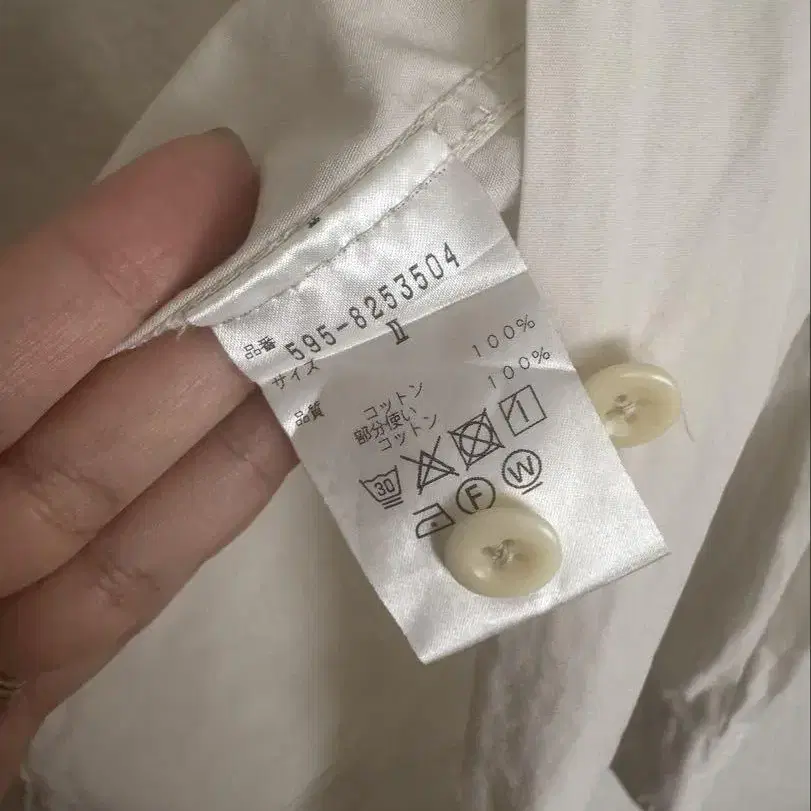 品番 595-8253504
サイズ II
品質 コットン 100%
部分使い
コットン 100%
30
F W